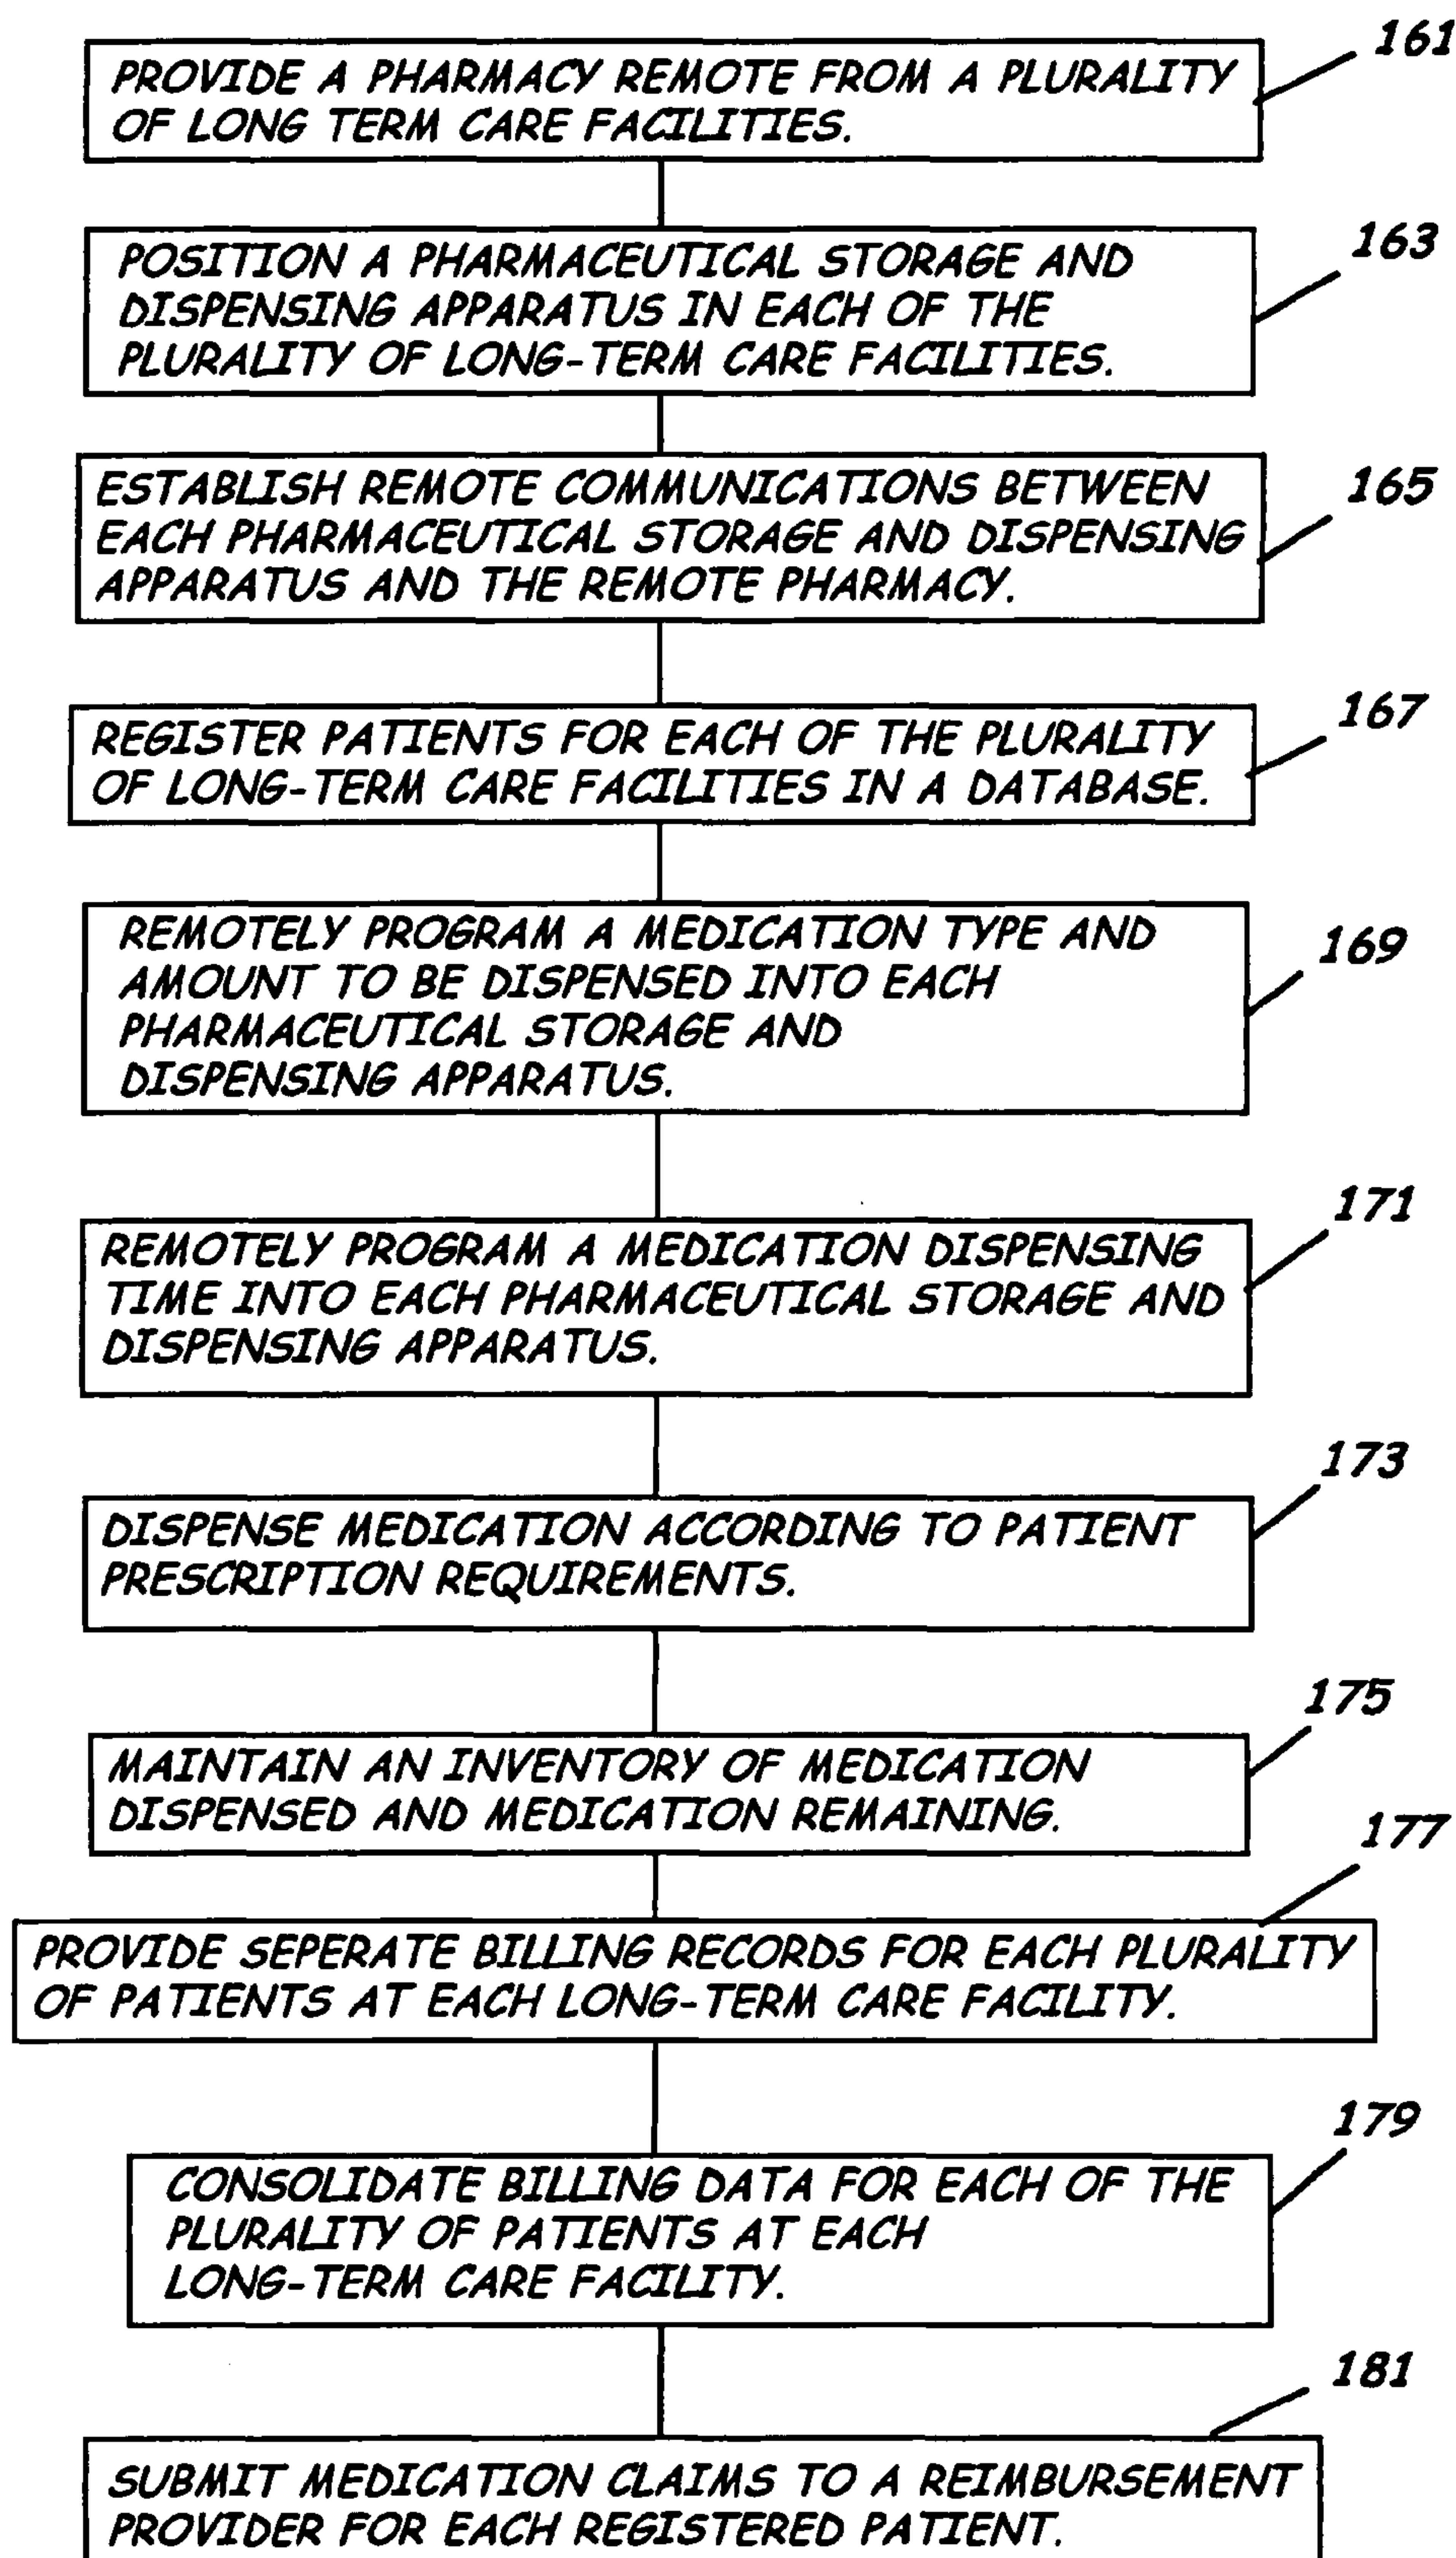 161
PROVIDE A PHARMACY REMOTE FROM A PLURALITY
OF LONG TERM CARE FACILITIES.
163
POSITION A PHARMACEUTICAL STORAGE AND
DISPENSING APPARATUS IN EACH OF THE
PLURALITY OF LONG-TERM CARE FACILITIES.
165
ESTABLISH REMOTE COMMUNICATIONS BETWEEN
EACH PHARMACEUTICAL STORAGE AND DISPENSING
APPARATUS AND THE REMOTE PHARMACY.
167
REGISTER PATIENTS FOR EACH OF THE PLURALITY
OF LONG-TERM CARE FACILITIES IN A DATABASE.
169
REMOTELY PROGRAM A MEDICATION TYPE AND
AMOUNT TO BE DISPENSED INTO EACH
PHARMACEUTICAL STORAGE AND
DISPENSING APPARATUS.
171
REMOTELY PROGRAM A MEDICATION DISPENSING
TIME INTO EACH PHARMACEUTICAL STORAGE AND
DISPENSING APPARATUS.
173
DISPENSE MEDICATION ACCORDING TO PATIENT
PRESCRIPTION REQUIREMENTS.
175
MAINTAIN AN INVENTORY OF MEDICATION
DISPENSED AND MEDICATION REMAINING.
177
PROVIDE SEPERATE BILLING RECORDS FOR EACH PLURALITY
OF PATIENTS AT EACH LONG-TERM CARE FACILITY.
179
CONSOLIDATE BILLING DATA FOR EACH OF THE
PLURALITY OF PATIENTS AT EACH
LONG-TERM CARE FACILITY.
181
SUBMIT MEDICATION CLAIMS TO A REIMBURSEMENT
PROVIDER FOR EACH REGISTERED PATIENT.